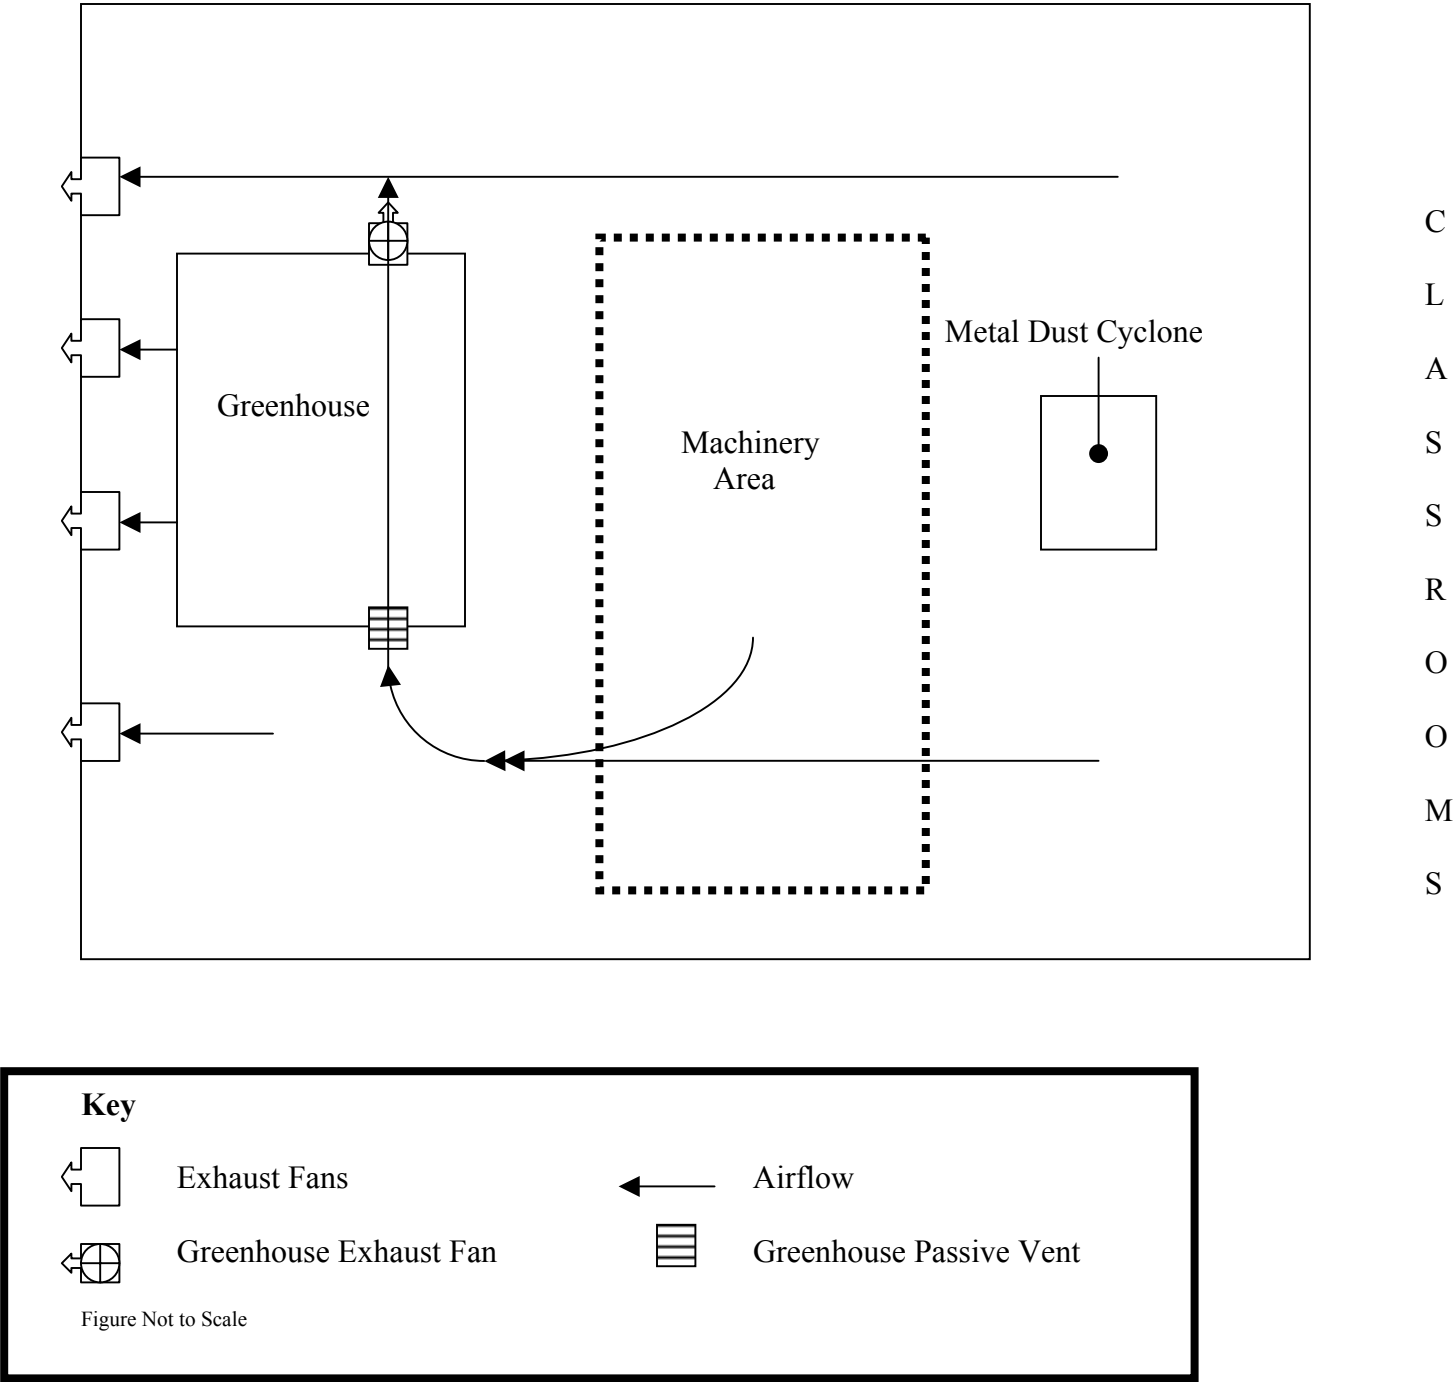 Metal Dust Cyclone
Greenhouse
Machinery
Area
C
L
A
S
S
R
O
O
M
S
Key
Exhaust Fans
Airflow
Greenhouse Exhaust Fan
Greenhouse Passive Vent
Figure Not to Scale